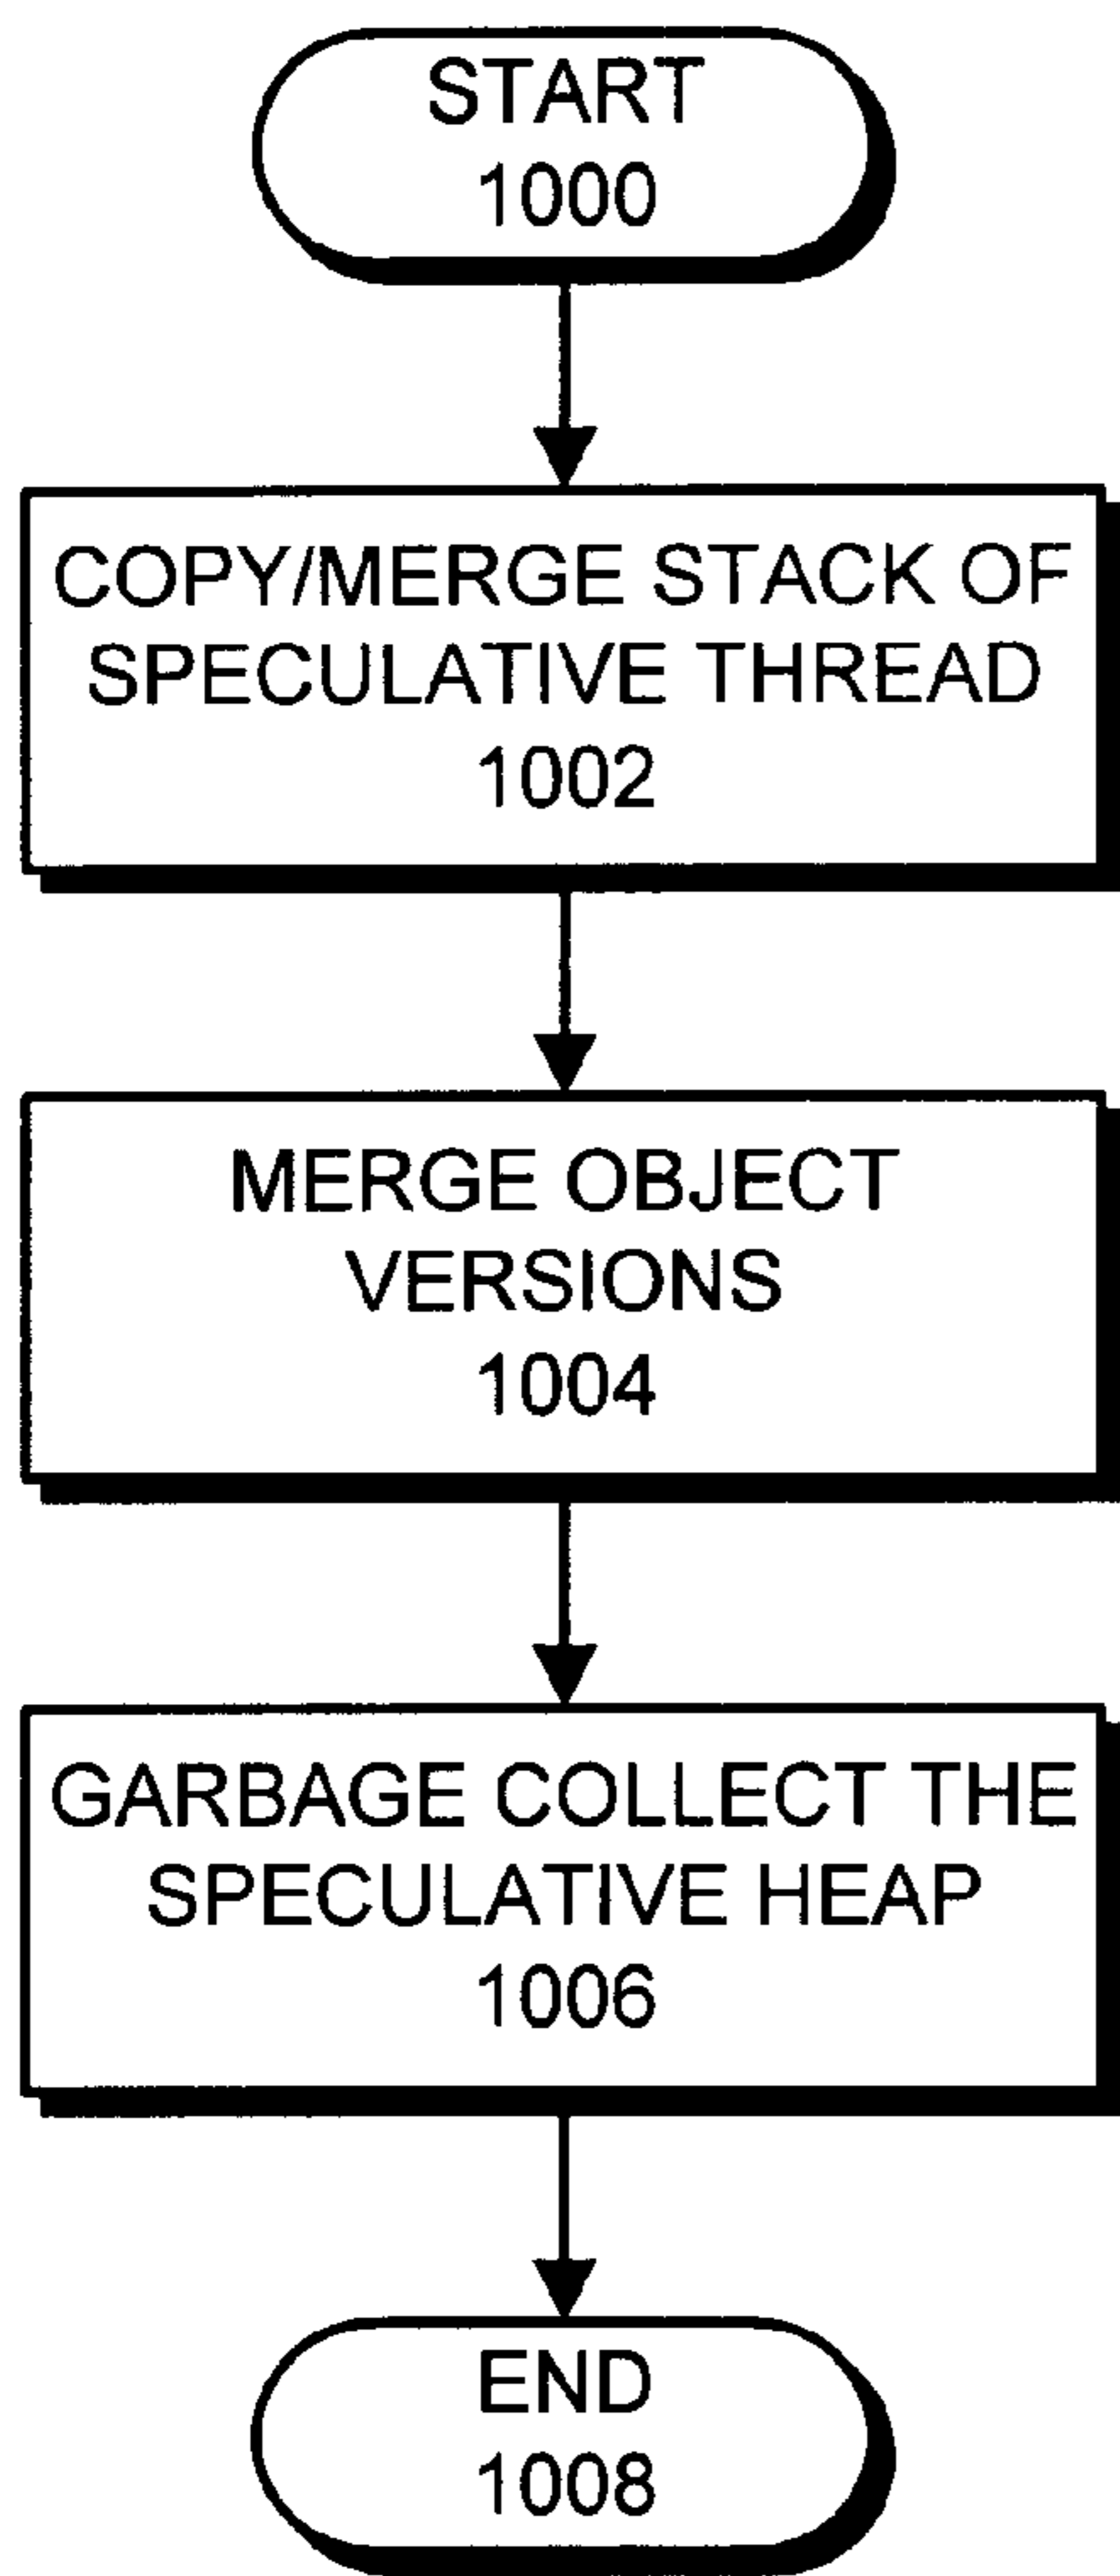 START
1000
COPY/MERGE STACK OF
SPECULATIVE THREAD
1002
MERGE OBJECT
VERSIONS
1004
GARBAGE COLLECT THE
SPECULATIVE HEAP
1006
END
1008